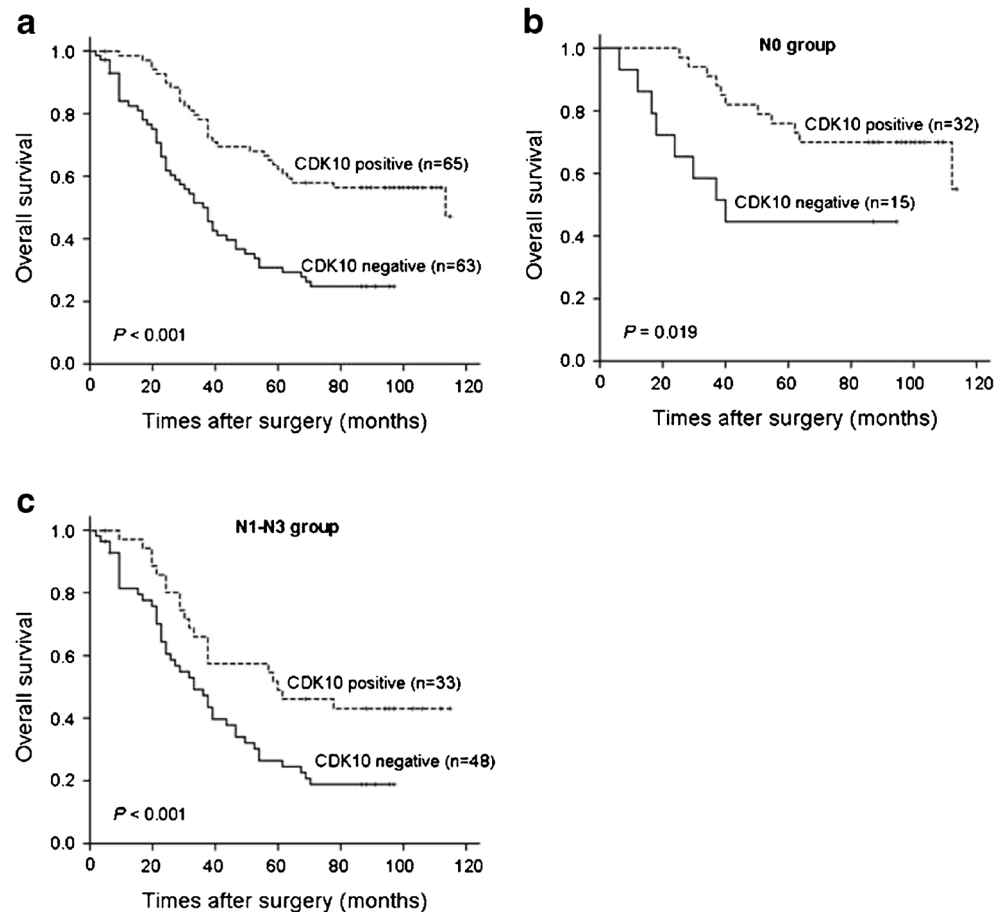 a
1.0
0.8
0.6
0.4
0.2
0.0
Overall survival
CDK10 positive (n=65)
CDK10 negative (n=63)
P < 0.001
0 20 40 60 80 100 120
Times after surgery (months)
b
N0 group
1.0
0.8
0.6
0.4
0.2
0.0
Overall survival
CDK10 positive (n=32)
CDK10 negative (n=15)
P = 0.019
0 20 40 60 80 100 120
Times after surgery (months)
c
N1-N3 group
1.0
0.8
0.6
0.4
0.2
0.0
Overall survival
CDK10 positive (n=33)
CDK10 negative (n=48)
P < 0.001
0 20 40 60 80 100 120
Times after surgery (months)